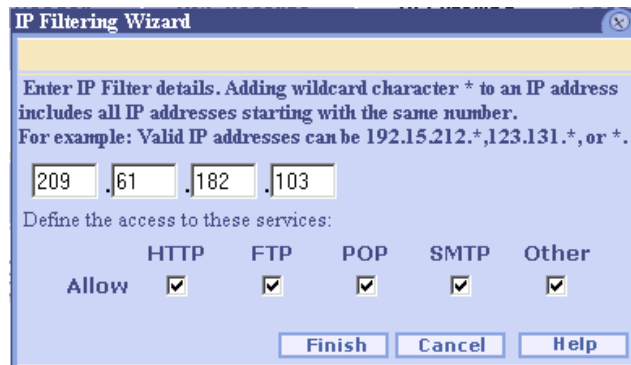 IP Filtering Wizard
Enter IP Filter details. Adding wildcard character * to an IP address
includes all IP addresses starting with the same number.
For example: Valid IP addresses can be 192.15.212.*,123.131.*, or *.
209 .61 .182 .103
Define the access to these services:
HTTP FTP POP SMTP Other
Allow
Finish Cancel Help